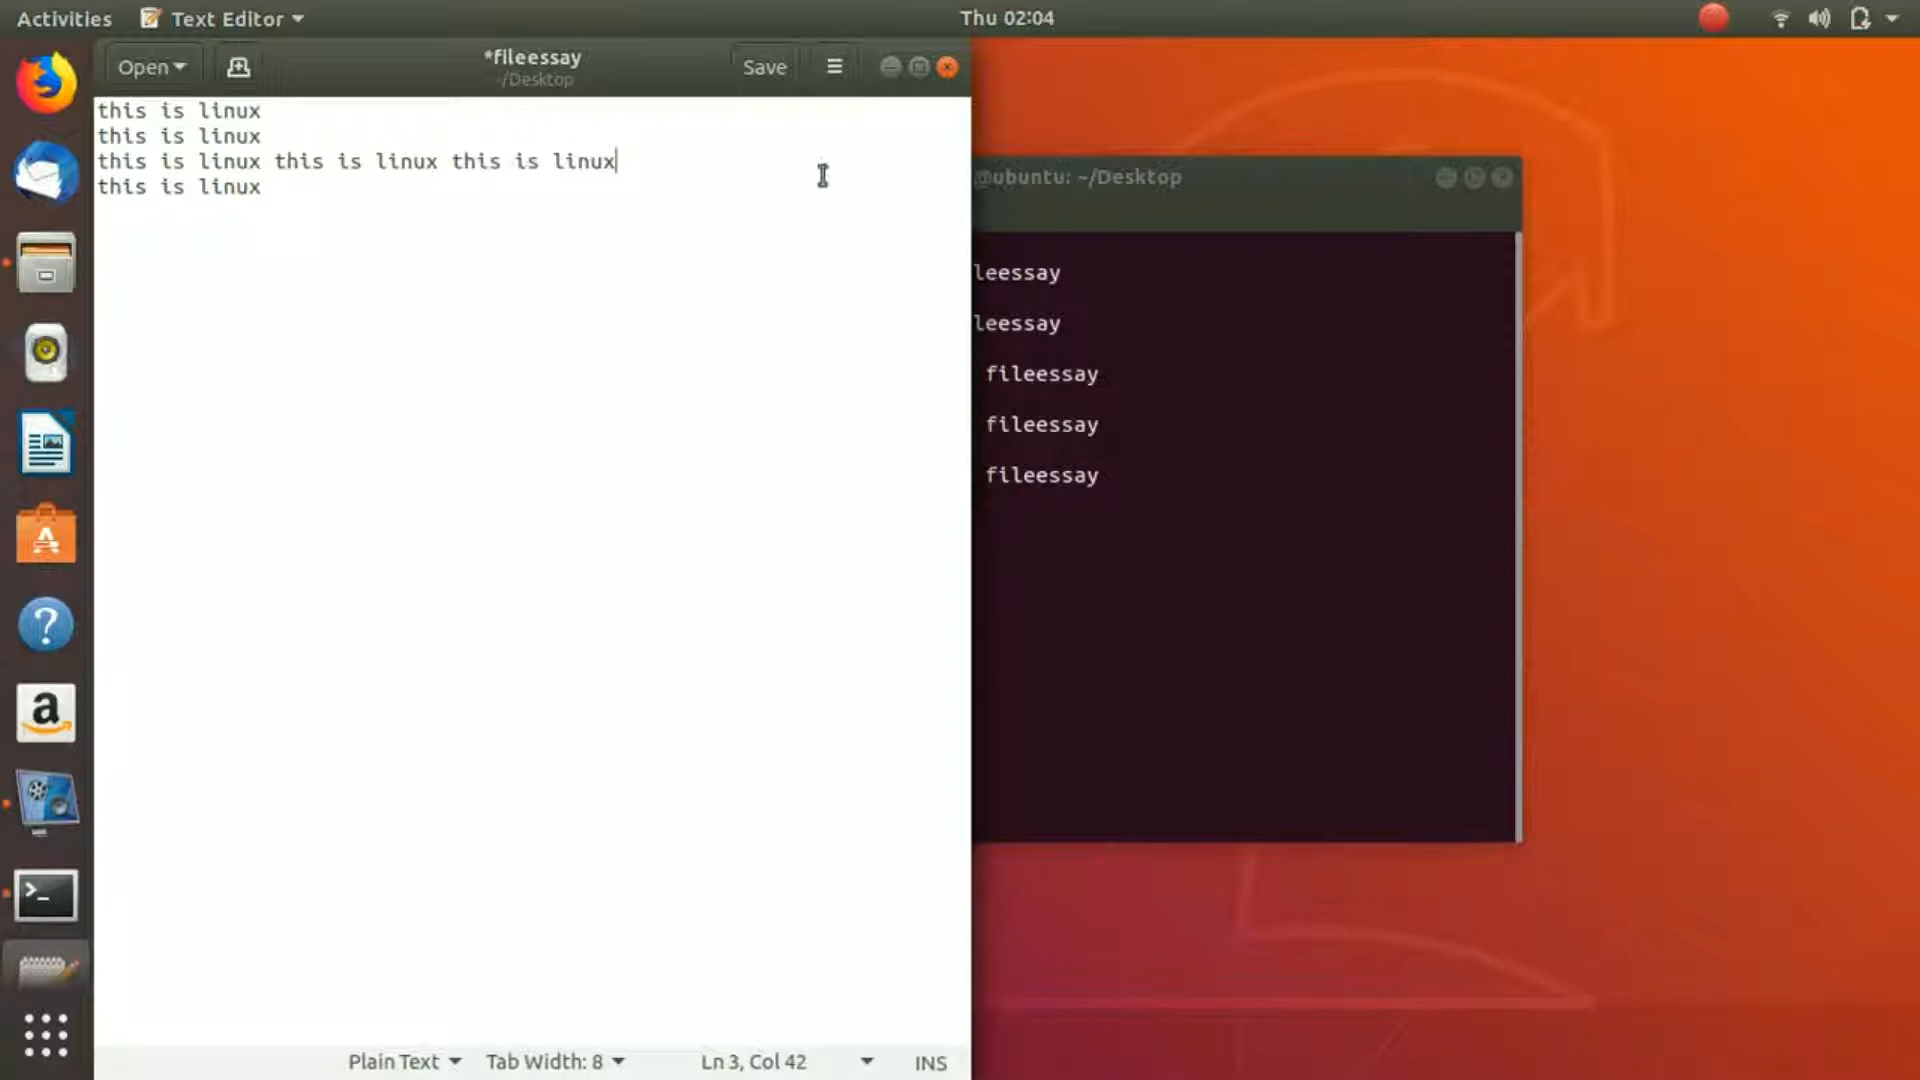 Activities Text Editor Thu 02:04
Open *fileessay Save
~/Desktop
this is linux
this is linux
this is linux this is linux this is linux
this is linux
@ubuntu: ~/Desktop
leessay
leessay
fileessay
fileessay
fileessay
Plain Text Tab Width: 8 Ln 3, Col 42 INS